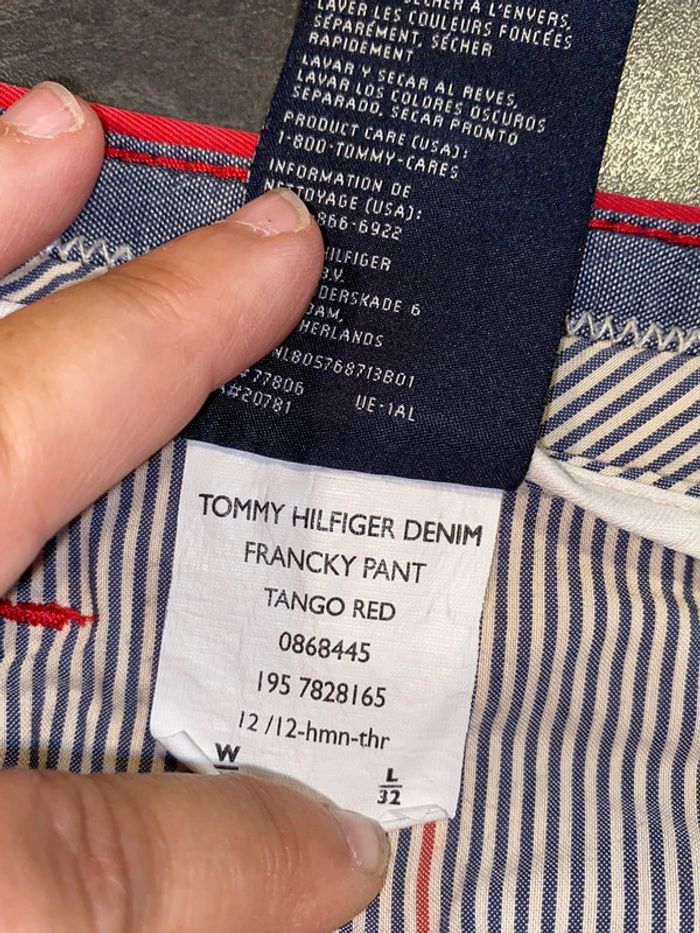 SÉCHER À L'ENVERS,
LAVER LES COULEURS FONCÉES
SÉPARÉMENT, SÉCHER
RAPIDEMENT
LAVAR Y SECAR AL REVES,
LAVAR LOS COLORES OSCUROS
SEPARADO, SECAR PRONTO
PRODUCT CARE (USA):
1-800-TOMMY-CARES
INFORMATION DE
NETTOYAGE (USA):
866-6922
HILFIGER
B.V.
6
HERLANDS
NL805768713B01
#77806
#20781 UE-1AL
TOMMY HILFIGER DENIM
FRANCKY PANT
TANGO RED
0868445
195 7828165
12 /12-hmn-thr
W
L
32